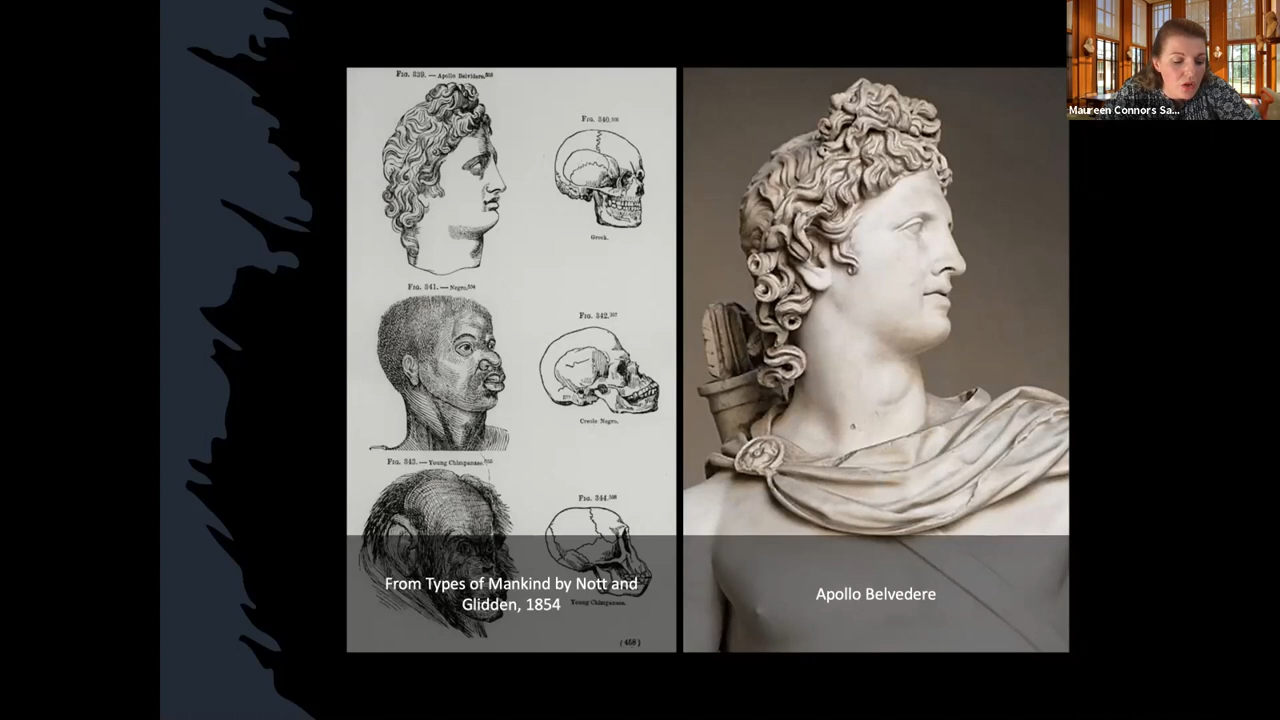 FIG. 339. — Apollo Belvidere.
FIG. 340.
Greek.
FIG. 341. — Negro.
FIG. 342.
Creole Negro.
FIG. 343. — Young Chimpanzee.
FIG. 344.
Young Chimpanzee.
(458)
From Types of Mankind by Nott and
Glidden, 1854
Apollo Belvedere
Maureen Connors Sa...